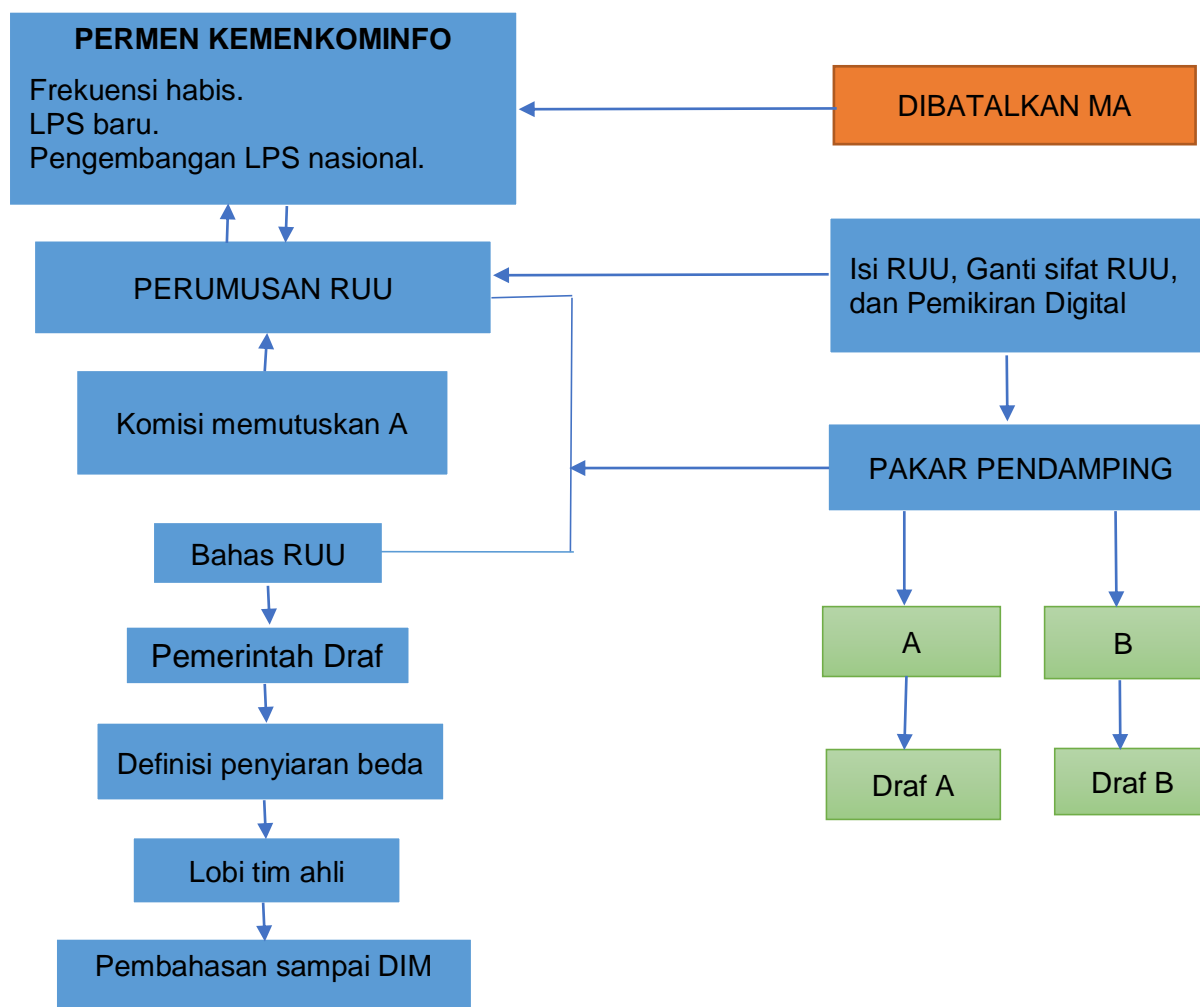 PERMEN KEMENKOMINFO
Frekuensi habis.
LPS baru.
Pengembangan LPS nasional.
DIBATALKAN MA
PERUMUSAN RUU
Isi RUU, Ganti sifat RUU,
dan Pemikiran Digital
Komisi memutuskan A
PAKAR PENDAMPING
Bahas RUU
Pemerintah Draf
A
B
Definisi penyiaran beda
Draf A
Draf B
Lobi tim ahli
Pembahasan sampai DIM